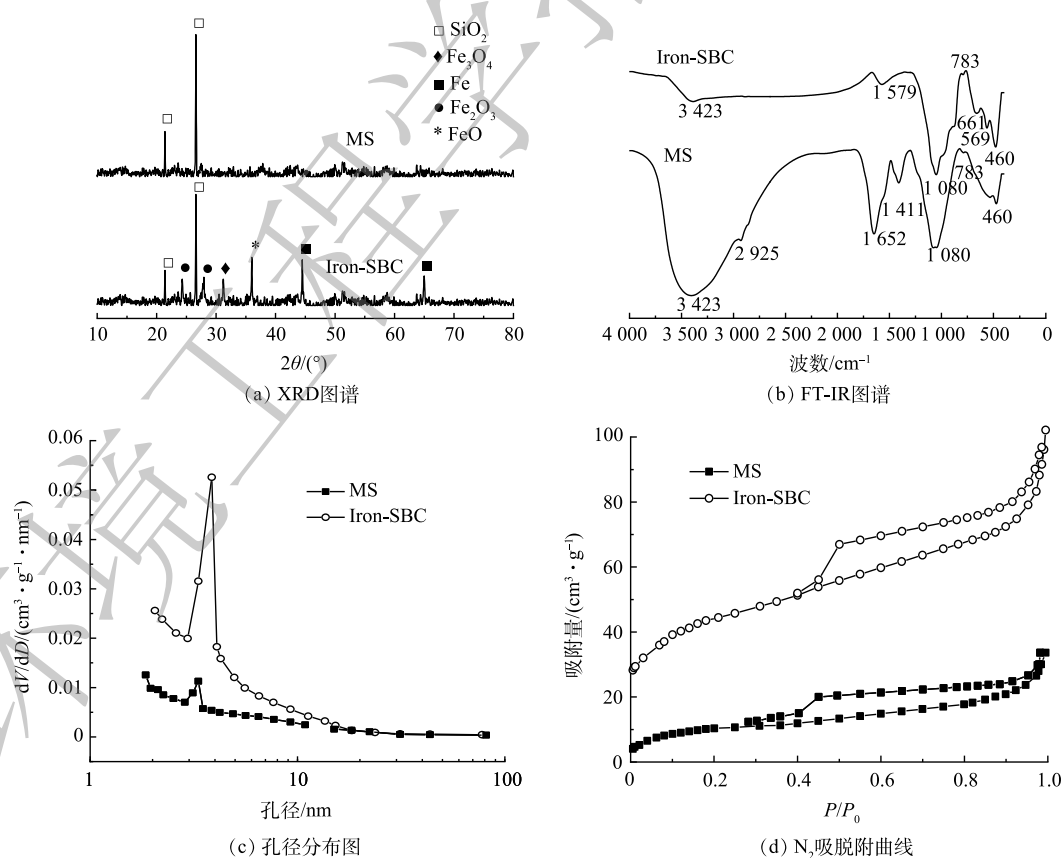 □ SiO₂
♦ Fe₃O₄
■ Fe
● Fe₂O₃
* FeO
MS
Iron-SBC
10 20 30 40 50 60 70 80
2θ/(°)
(a) XRD图谱
Iron-SBC
3 423
1 579
783
661
569
460
1 080
MS
3 423
2 925
1 652
1 411
1 080
783
460
4 000 3 500 3 000 2 500 2 000 1 500 1 000 500 0
波数/cm⁻¹
(b) FT-IR图谱
0.06
0.05
0.04
0.03
0.02
0.01
0
dV/dD/(cm³·g⁻¹·nm⁻¹)
MS
Iron-SBC
1 10 100
孔径/nm
(c) 孔径分布图
100
80
60
40
20
0
吸附量/(cm³·g⁻¹)
MS
Iron-SBC
0 0.2 0.4 0.6 0.8 1.0
P/P₀
(d) N₂吸脱附曲线
环境工程学